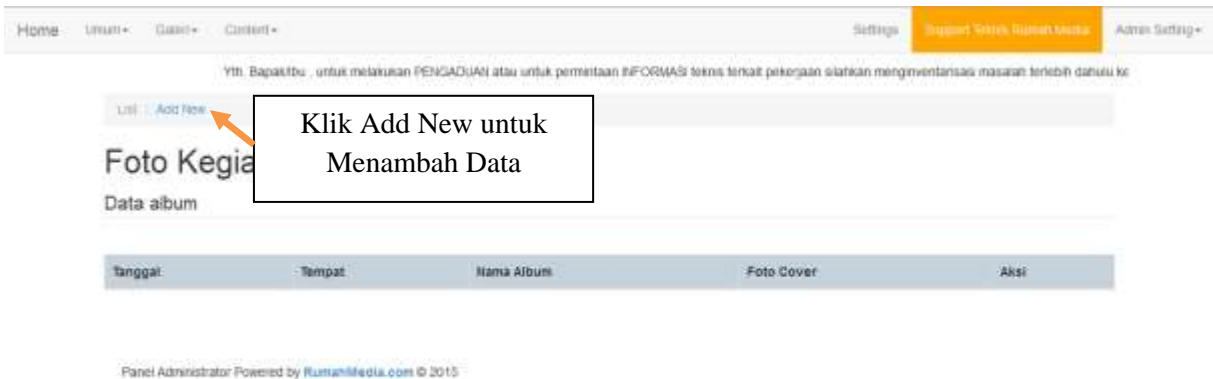 Home Umum Galeri Content Settings Support Teknis Rumah Media Admin Setting
Yth. Bapak/Ibu , untuk melakukan PENGADUAN atau untuk permintaan INFORMASI teknis terkait pekerjaan silahkan menginventarisasi masalah terlebih dahulu ke
List Add New
Klik Add New untuk
Menambah Data
Foto Kegia
Data album
Tanggal Tempat Nama Album Foto Cover Aksi
Panel Administrator Powered by RumahMedia.com © 2015